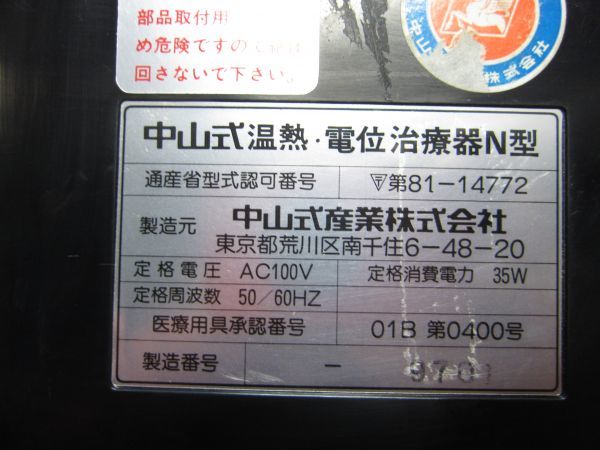 部品取付用
め危険ですので
回さないで下さい。
中山
株式会社
中山式温熱・電位治療器N型
通産省型式認可番号 〒第81-14772
製造元 中山式産業株式会社
東京都荒川区南千住6-48-20
定格電圧 AC100V 定格消費電力 35W
定格周波数 50/60HZ
医療用具承認番号 01B 第0400号
製造番号 -